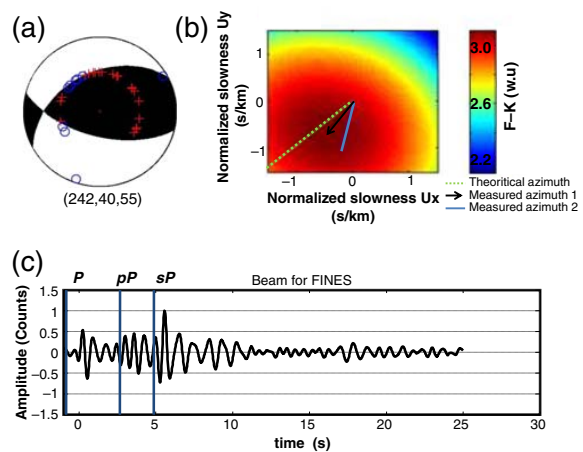 (a)
(242,40,55)
(b)
Normalized slowness Uy
(s/km)
1
0
−1
−1
0
1
Normalized slowness Ux
(s/km)
3.0
2.6
2.2
F−K (w.u)
Theoritical azimuth
Measured azimuth 1
Measured azimuth 2
(c)
P
pP
sP
Beam for FINES
Amplitude (Counts)
1.5
1
0.5
0
−0.5
−1
−1.5
0
5
10
15
20
25
30
time (s)